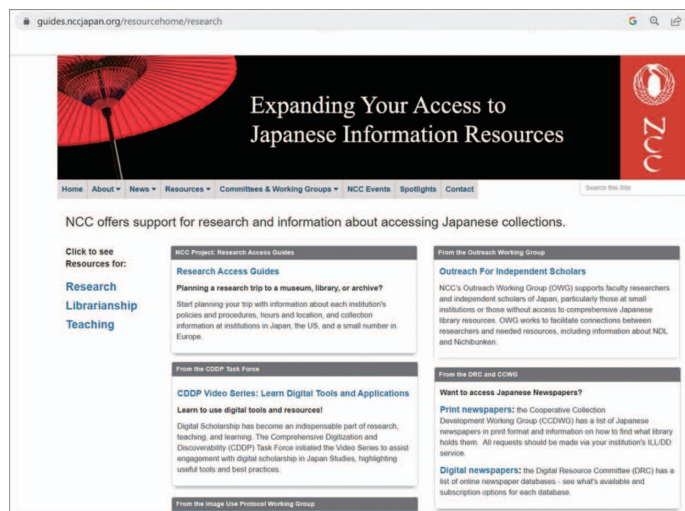 guides.nccjapan.org/resourcehome/research
Expanding Your Access to
Japanese Information Resources
NCC
Home About News Resources Committees & Working Groups NCC Events Spotlights Contact
Search this Site
NCC offers support for research and information about accessing Japanese collections.
Click to see
Resources for:
Research
Librarianship
Teaching
NCC Project: Research Access Guides
Research Access Guides
Planning a research trip to a museum, library, or archive?
Start planning your trip with information about each institution's
policies and procedures, hours and location, and collection
information at institutions in Japan, the US, and a small number in
Europe.
From the CDDP Task Force
CDDP Video Series: Learn Digital Tools and Applications
Learn to use digital tools and resources!
Digital Scholarship has become an indispensable part of research,
teaching, and learning. The Comprehensive Digitization and
Discoverability (CDDP) Task Force initiated the Video Series to assist
engagement with digital scholarship in Japan Studies, highlighting
useful tools and best practices.
From the Image Use Protocol Working Group
From the Outreach Working Group
Outreach For Independent Scholars
NCC's Outreach Working Group (OWG) supports faculty researchers
and independent scholars of Japan, particularly those at small
institutions or those without access to comprehensive Japanese
library resources. OWG works to facilitate connections between
researchers and needed resources, including information about NDL
and Nichibunken.
From the DRC and CCWG
Want to access Japanese Newspapers?
Print newspapers: the Cooperative Collection
Development Working Group (CCDWG) has a list of Japanese
newspapers in print format and information on how to find what library
holds them. All requests should be made via your institution's ILL/DD
service.
Digital newspapers: the Digital Resource Committee (DRC) has a
list of online newspaper databases - see what's available and
subscription options for each database.